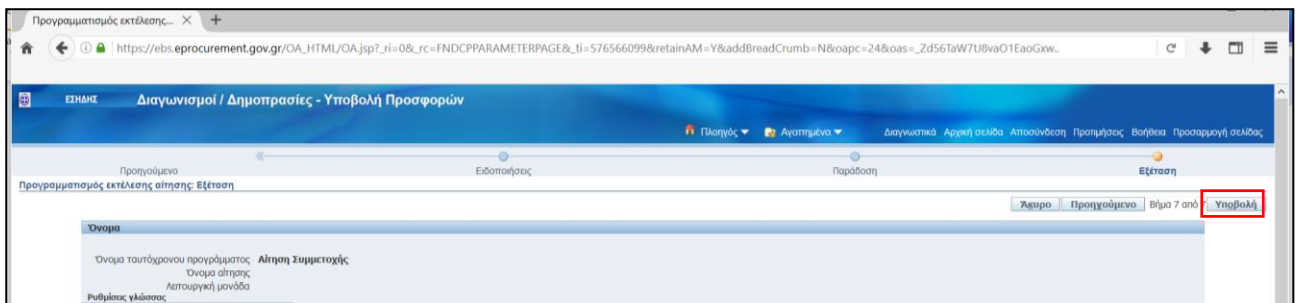 Προγραμματισμός εκτέλεσης... × +
https://ebs.eprocurement.gov.gr/OA_HTML/OA.jsp?_ri=0&_rc=FNDCPPARAMETERPAGE&_ti=576566099&retainAM=Y&addBreadCrumb=N&oapc=24&oas=_Zd56TaW7tJ8vaO1EaoGxw..
ΕΣΗΔΗΣ Διαγωνισμοί / Δημοπρασίες - Υποβολή Προσφορών
Πλοηγός Αγαπημένα Διαγνωστικά Αρχική σελίδα Αποσύνδεση Προτιμήσεις Βοήθεια Προσαρμογή σελίδας
Προηγούμενο Ειδοποιήσεις Παράδοση Εξέταση
Προγραμματισμός εκτέλεσης αίτησης: Εξέταση
Άκυρο Προηγούμενο Βήμα 7 από 7 Υποβολή
Όνομα
Όνομα ταυτόχρονου προγράμματος Αίτηση Συμμετοχής
Όνομα αίτησης
Λειτουργική μονάδα
Ρυθμίσεις γλώσσας